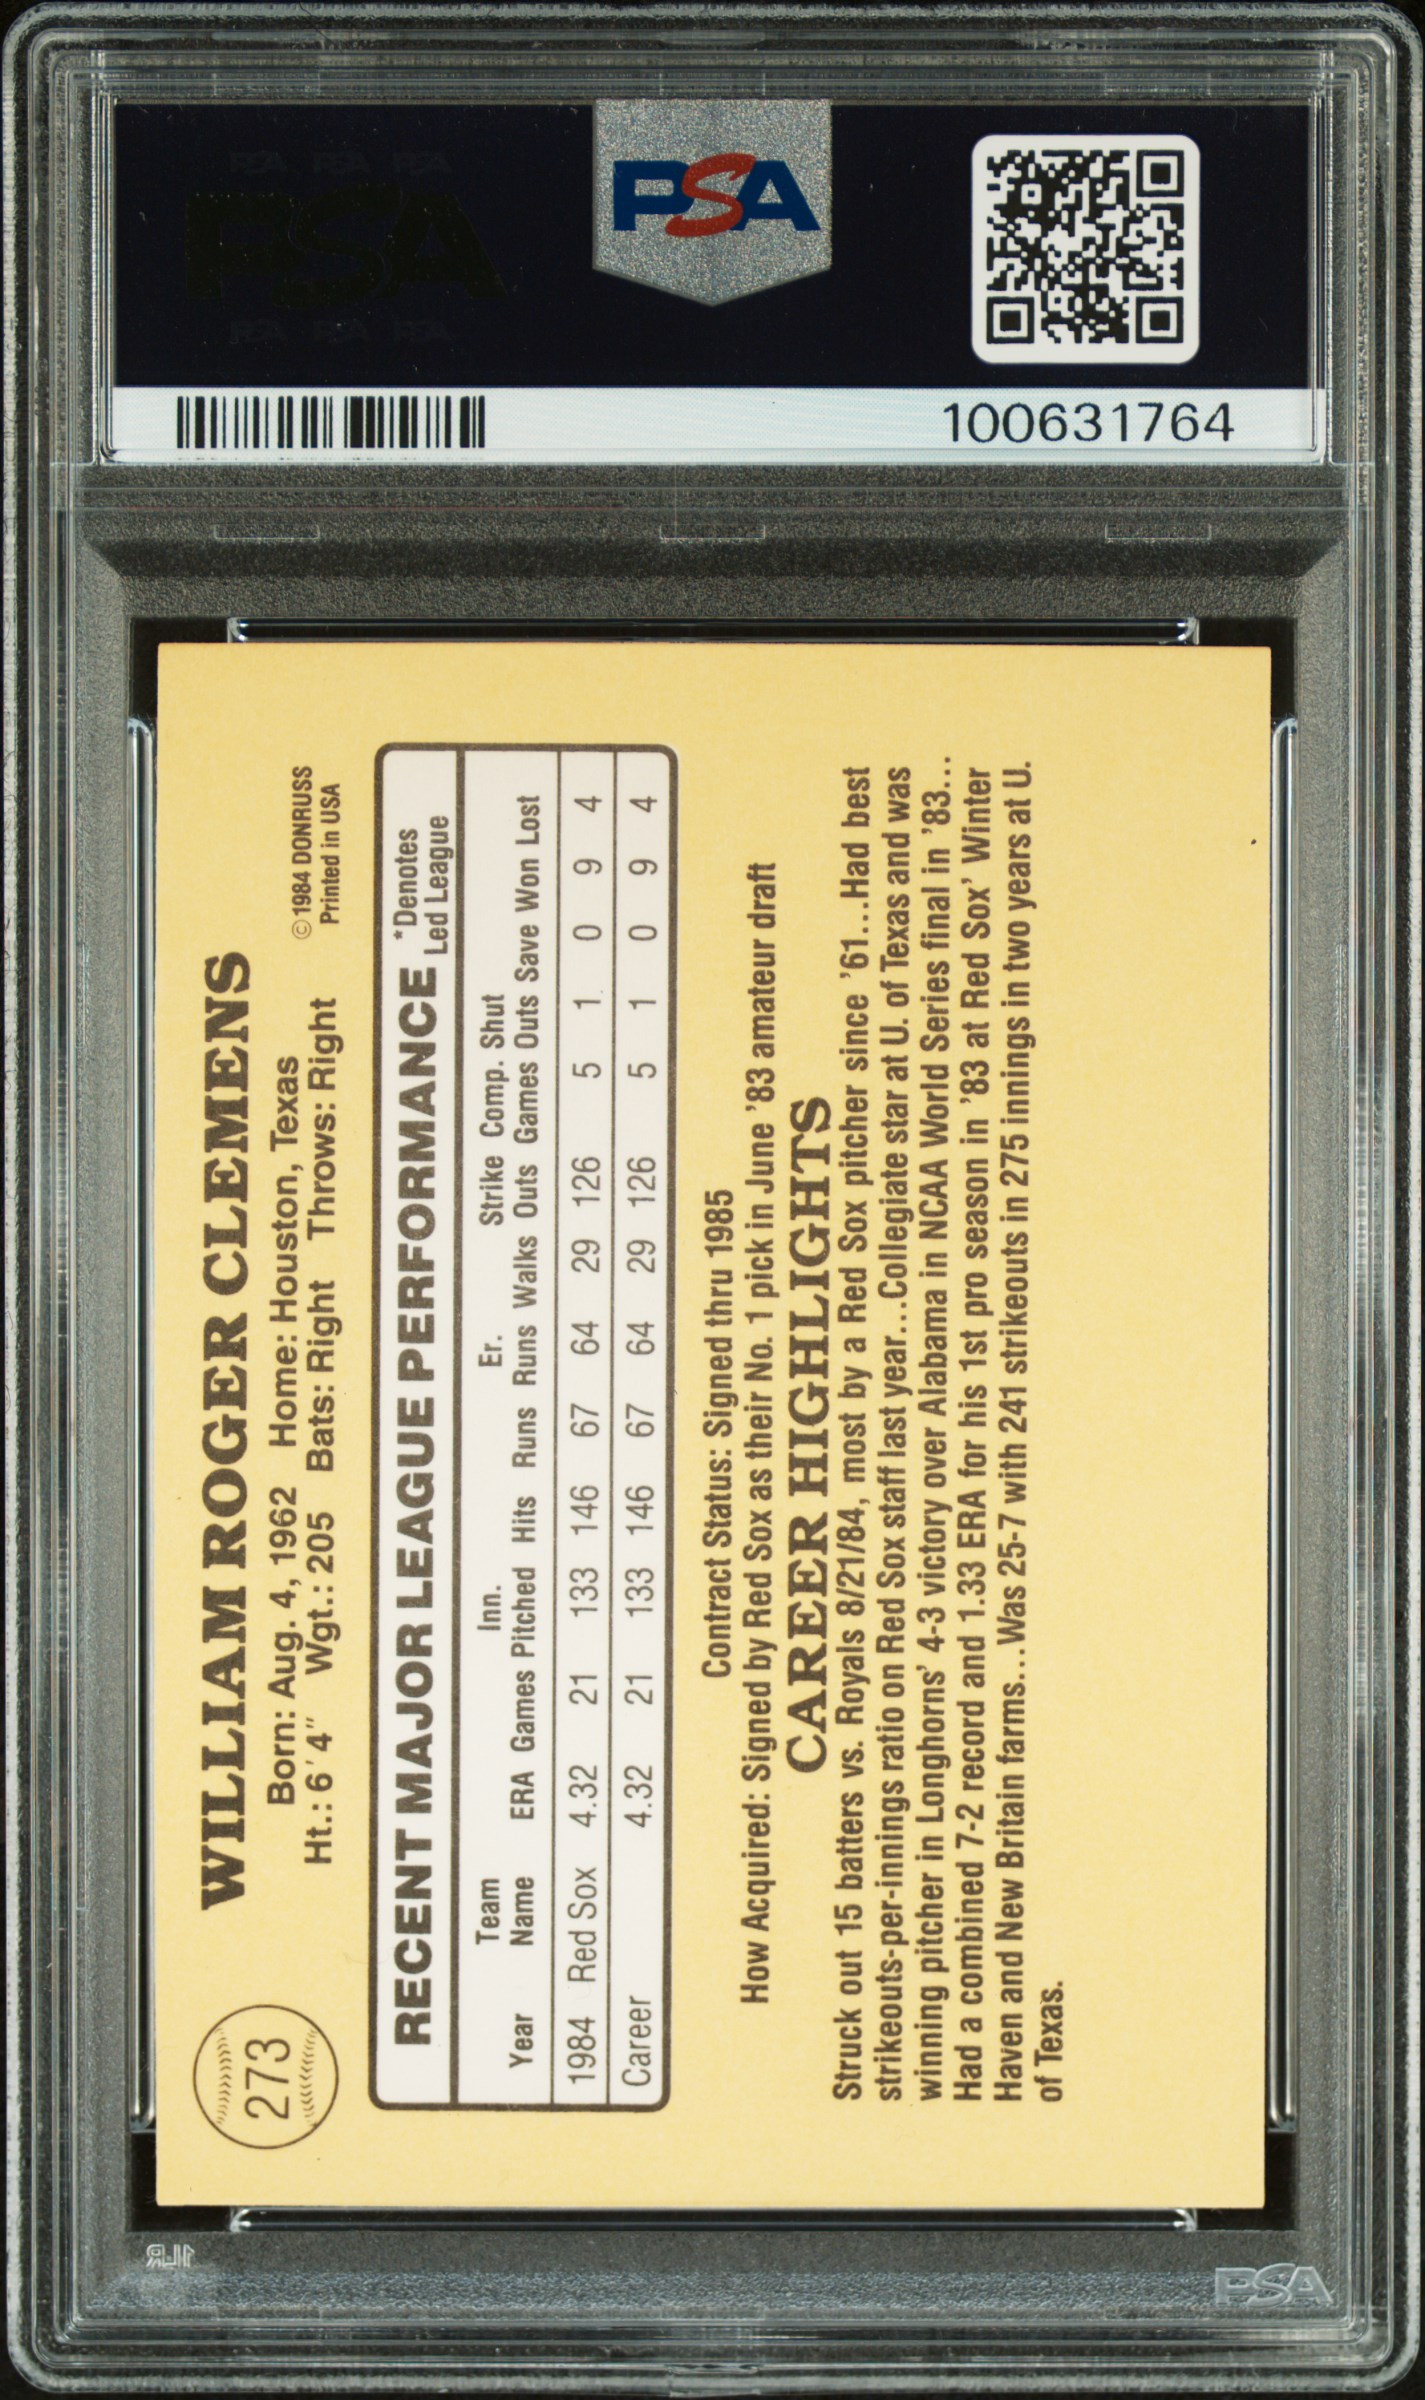 PSA
PSA PSA PSA
PSA
PSA PSA PSA
100631764
273
WILLIAM ROGER CLEMENS
Born: Aug. 4, 1962 Home: Houston, Texas
Ht.: 6'4" Wgt.: 205 Bats: Right Throws: Right
©1984 DONRUSS
Printed in USA
RECENT MAJOR LEAGUE PERFORMANCE
*Denotes
Led League
Team Inn. Er. Strike Comp. Shut
Year Name ERA Games Pitched Hits Runs Runs Walks Outs Games Outs Save Won Lost
1984 Red Sox 4.32 21 133 146 67 64 29 126 5 1 0 9 4
Career 4.32 21 133 146 67 64 29 126 5 1 0 9 4
Contract Status: Signed thru 1985
How Acquired: Signed by Red Sox as their No. 1 pick in June '83 amateur draft
CAREER HIGHLIGHTS
Struck out 15 batters vs. Royals 8/21/84, most by a Red Sox pitcher since '61...Had best
strikeouts-per-innings ratio on Red Sox staff last year...Collegiate star at U. of Texas and was
winning pitcher in Longhorns' 4-3 victory over Alabama in NCAA World Series final in '83...
Had a combined 7-2 record and 1.33 ERA for his 1st pro season in '83 at Red Sox' Winter
Haven and New Britain farms...Was 25-7 with 241 strikeouts in 275 innings in two years at U.
of Texas.
1LR
PSA